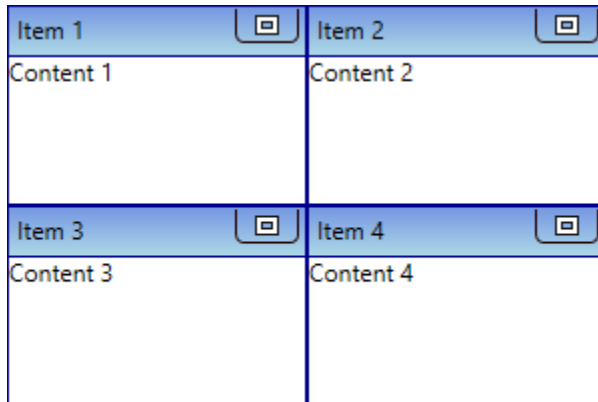 Item 1
Item 2
Content 1
Content 2
Item 3
Item 4
Content 3
Content 4